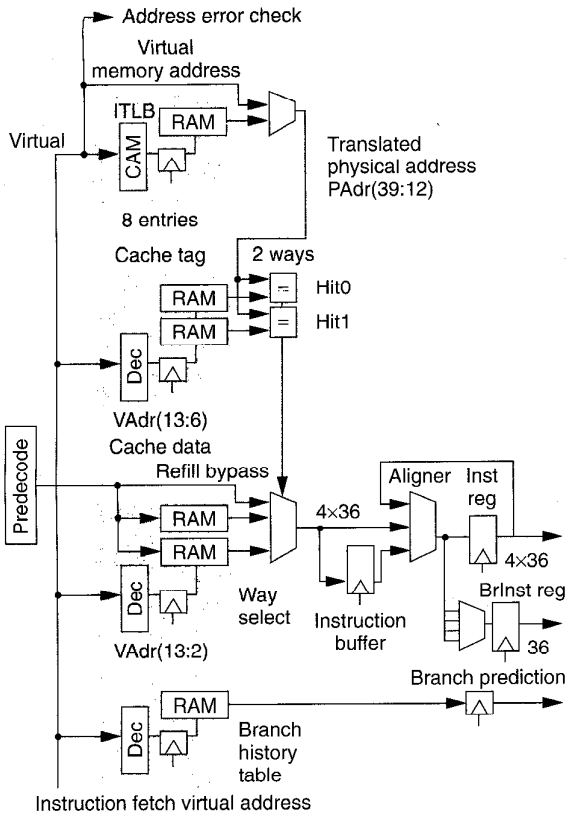 Address error check
Virtual
memory address
ITLB
RAM
Virtual
CAM
Translated
physical address
PAdr(39:12)
8 entries
Cache tag
2 ways
RAM
=
Hit0
RAM
=
Hit1
Dec
VAdr(13:6)
Cache data
Predecode
Refill bypass
Aligner
Inst
reg
RAM
4×36
RAM
4×36
Dec
Way
select
Instruction
buffer
BrInst reg
36
VAdr(13:2)
Branch prediction
RAM
Dec
Branch
history
table
Instruction fetch virtual address